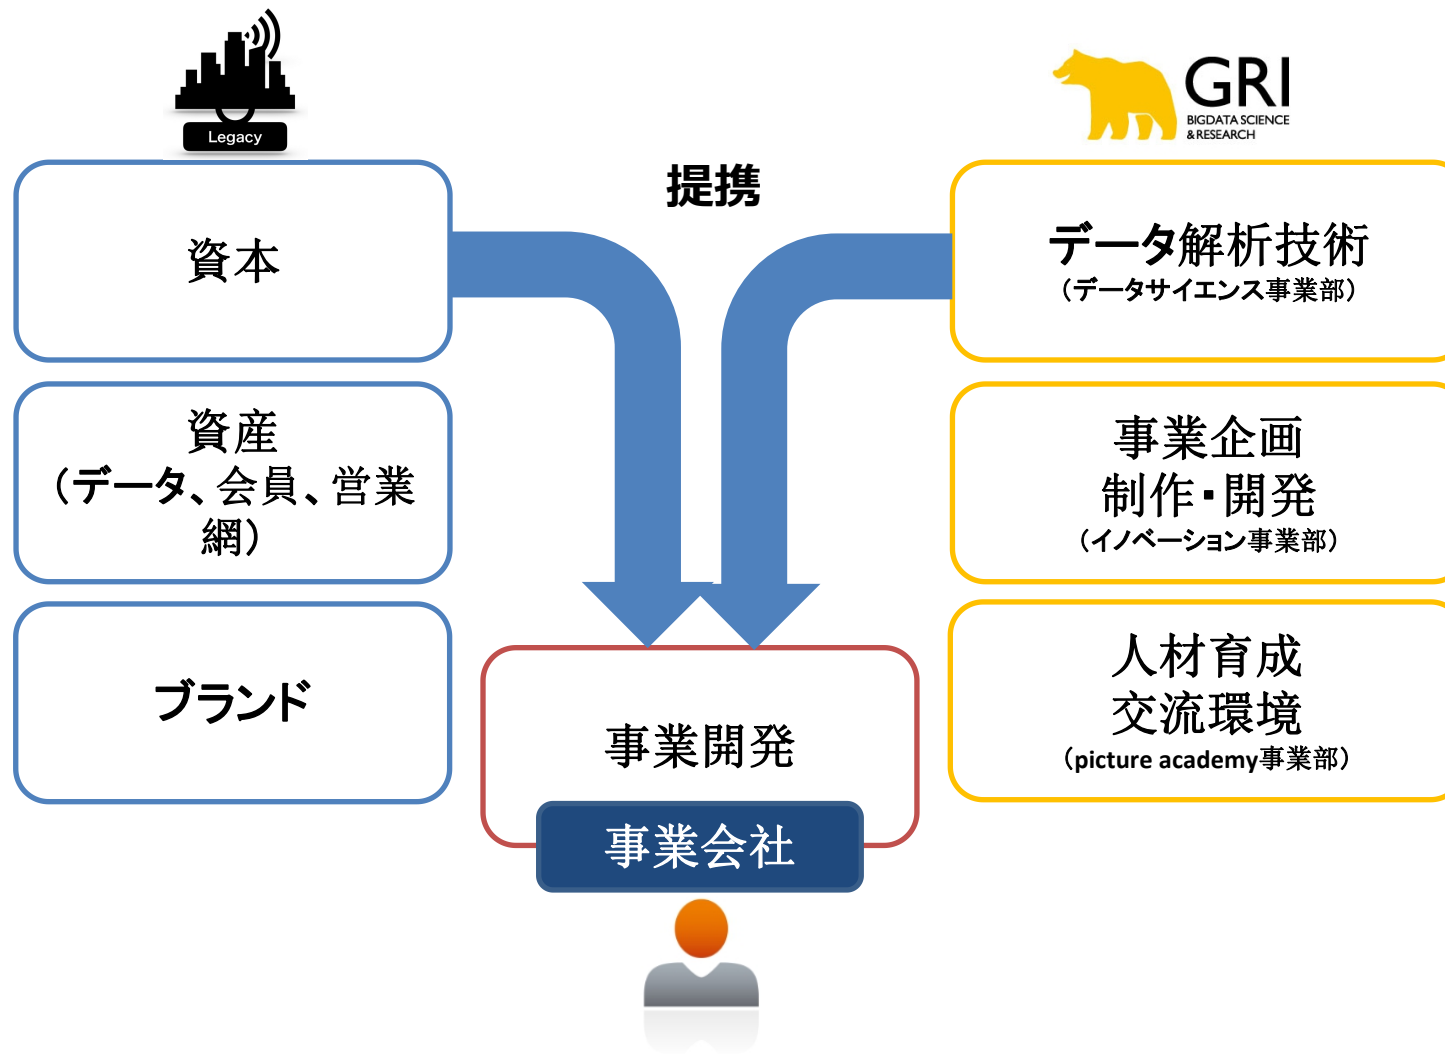 Legacy
GRI
BIGDATA SCIENCE
& RESEARCH
提携
資本
資産
（データ、会員、営業
網）
ブランド
データ解析技術
（データサイエンス事業部）
事業企画
制作・開発
（イノベーション事業部）
人材育成
交流環境
（picture academy事業部）
事業開発
事業会社